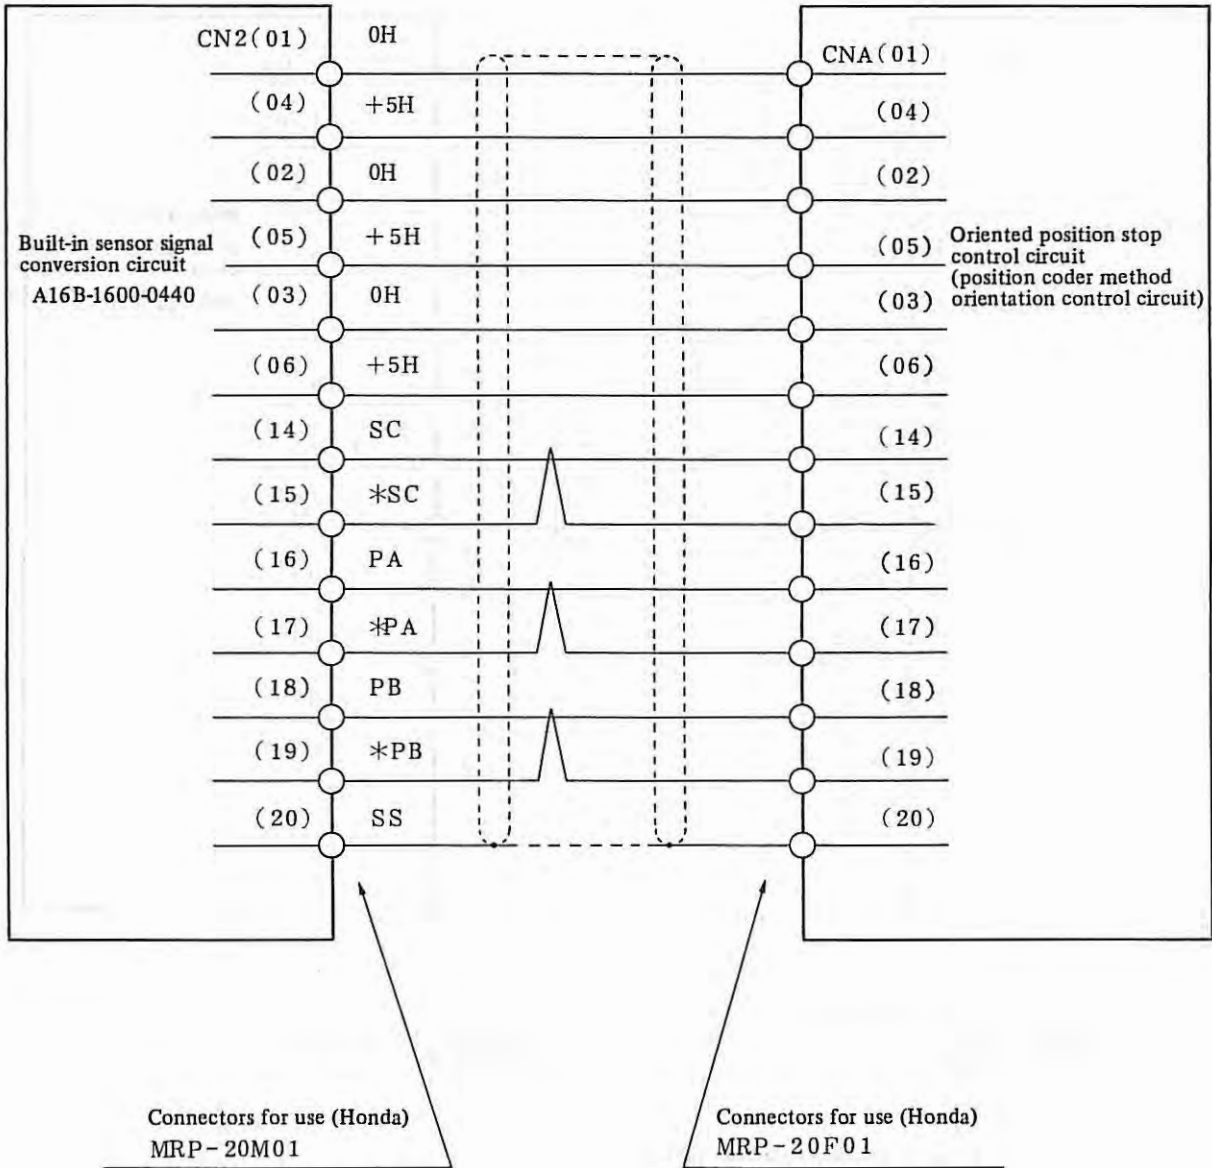 CN2(01) 0H CNA(01)
(04) +5H (04)
(02) 0H (02)
(05) +5H (05)
(03) 0H (03)
(06) +5H (06)
(14) SC (14)
(15) *SC (15)
(16) PA (16)
(17) *PA (17)
(18) PB (18)
(19) *PB (19)
(20) SS (20)
Built-in sensor signal
conversion circuit
A16B-1600-0440
Oriented position stop
control circuit
(position coder method
orientation control circuit)
Connectors for use (Honda)
MRP-20M01
Connectors for use (Honda)
MRP-20F01